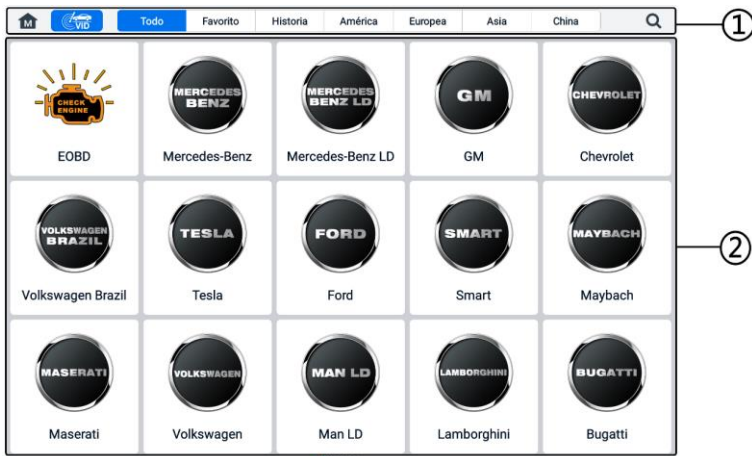 M VID Todo Favorito Historia América Europea Asia China
①
CHECK
ENGINE
EOBD
MERCEDES
BENZ
Mercedes-Benz
MERCEDES
BENZ LD
Mercedes-Benz LD
GM
GM
CHEVROLET
Chevrolet
②
VOLKSWAGEN
BRAZIL
Volkswagen Brazil
TESLA
Tesla
FORD
Ford
SMART
Smart
MAYBACH
Maybach
MASERATI
Maserati
VOLKSWAGEN
Volkswagen
MAN LD
Man LD
LAMBORGHINI
Lamborghini
BUGATTI
Bugatti